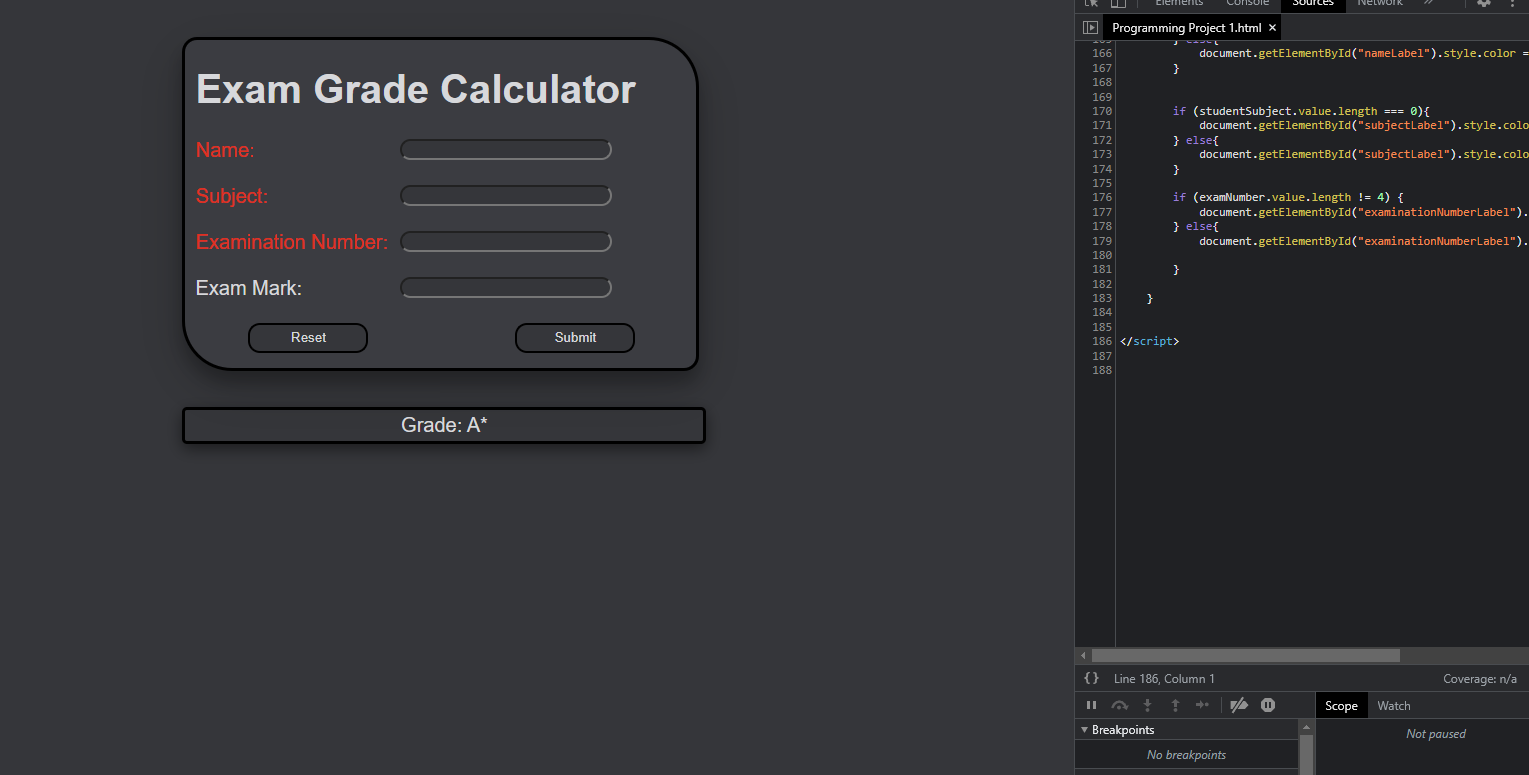 Elements Console Sources Network »
Programming Project 1.html ×
Exam Grade Calculator
Name:
Subject:
Examination Number:
Exam Mark:
Reset Submit
Grade: A*
165 } else{
166 document.getElementById("nameLabel").style.color =
167 }
168
169
170 if (studentSubject.value.length === 0){
171 document.getElementById("subjectLabel").style.colo
172 } else{
173 document.getElementById("subjectLabel").style.colo
174 }
175
176 if (examNumber.value.length != 4) {
177 document.getElementById("examinationNumberLabel").
178 } else{
179 document.getElementById("examinationNumberLabel").
180
181 }
182
183 }
184
185
186 </script>
187
188
{} Line 186, Column 1 Coverage: n/a
Scope Watch
Breakpoints
No breakpoints
Not paused